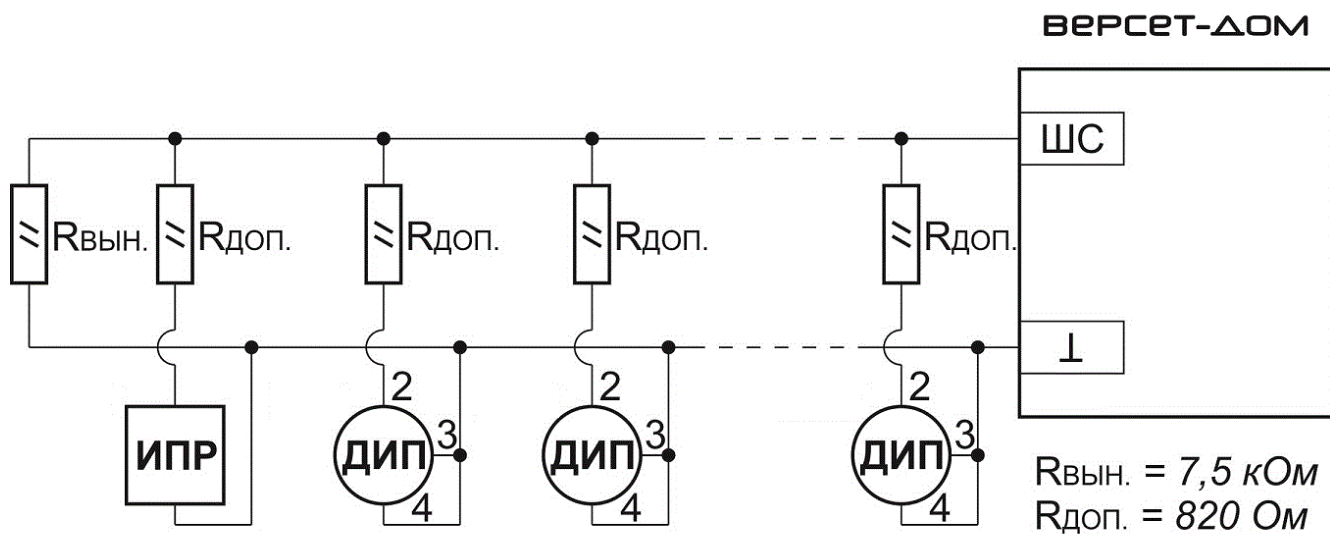 ВЕРСЕТ-ДОМ
ШС
Rвын.
Rдоп.
Rдоп.
Rдоп.
Rдоп.
⊥
2
2
2
ИПР
ДИП
3
ДИП
3
ДИП
3
4
4
4
Rвын. = 7,5 кОм
Rдоп. = 820 Ом